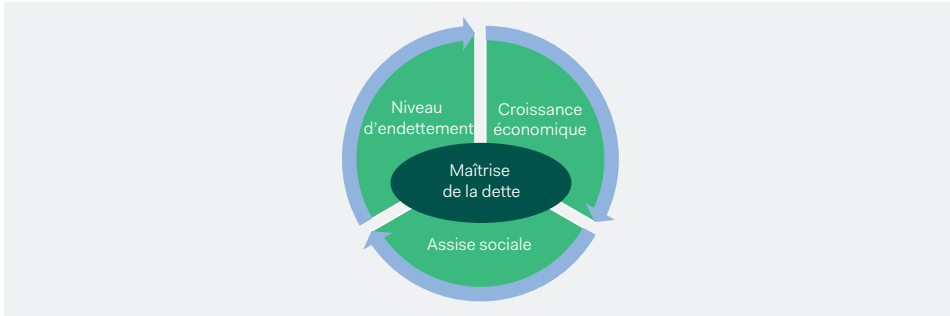 Niveau
d'endettement
Croissance
économique
Maîtrise
de la dette
Assise sociale